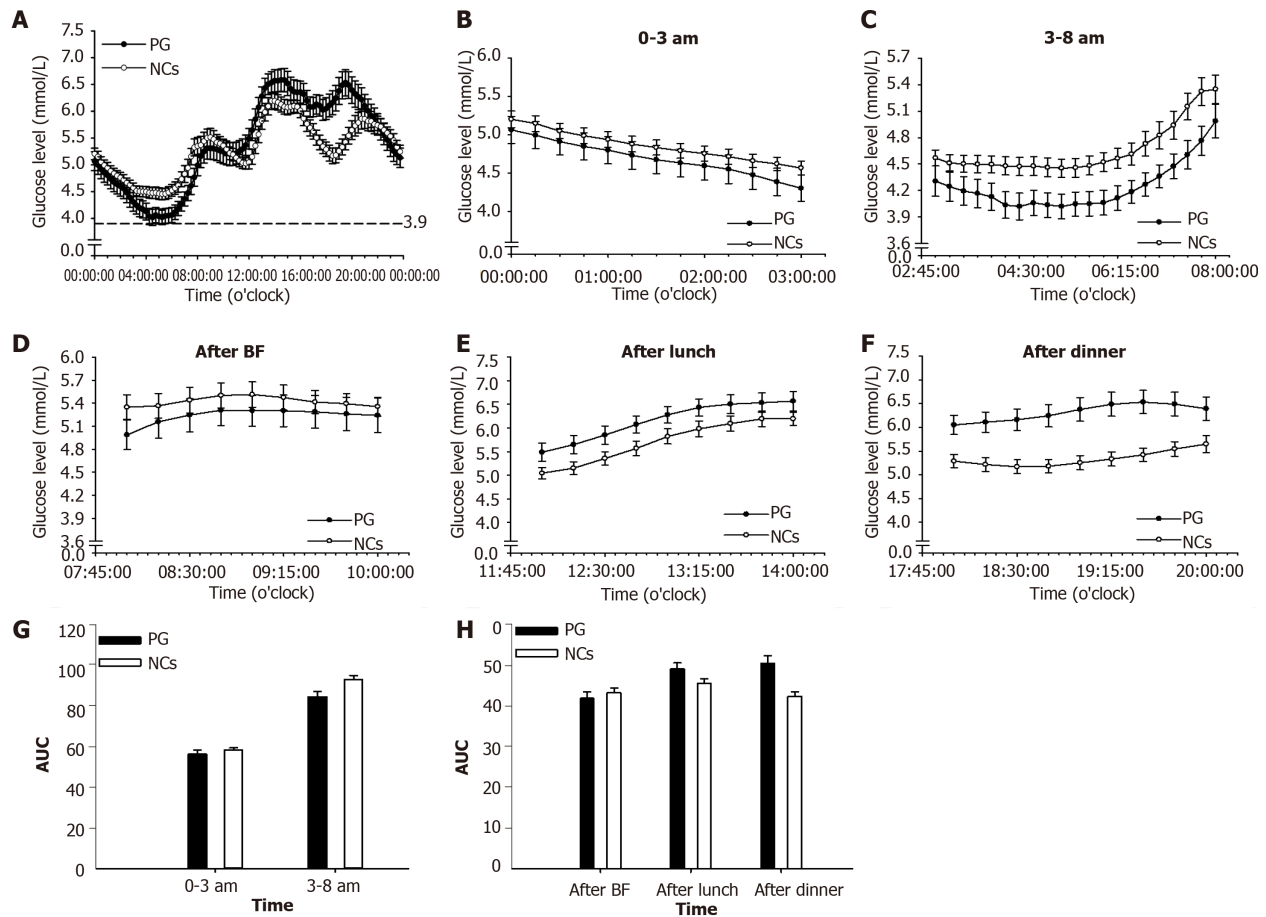 A
Glucose level (mmol/L)
7.5
7.0
6.5
6.0
5.5
5.0
4.5
4.0
0.0
PG
NCs
3.9
00:00:00 04:00:00 08:00:00 12:00:00 16:00:00 20:00:00 00:00:00
Time (o'clock)
B
0-3 am
Glucose level (mmol/L)
6.0
5.5
5.0
4.5
4.0
0.0
PG
NCs
00:00:00 01:00:00 02:00:00 03:00:00
Time (o'clock)
C
3-8 am
Glucose level (mmol/L)
5.7
5.4
5.1
4.8
4.5
4.2
3.9
3.6
0.0
PG
NCs
02:45:00 04:30:00 06:15:00 08:00:00
Time (o'clock)
D
After BF
Glucose level (mmol/L)
6.0
5.7
5.4
5.1
4.8
4.5
4.2
3.9
3.6
0.0
PG
NCs
07:45:00 08:30:00 09:15:00 10:00:00
Time (o'clock)
E
After lunch
Glucose level (mmol/L)
7.5
7.0
6.5
6.0
5.5
5.0
4.5
4.0
0.0
PG
NCs
11:45:00 12:30:00 13:15:00 14:00:00
Time (o'clock)
F
After dinner
Glucose level (mmol/L)
7.5
7.0
6.5
6.0
5.5
5.0
4.5
4.0
0.0
PG
NCs
17:45:00 18:30:00 19:15:00 20:00:00
Time (o'clock)
G
AUC
120
100
80
60
40
20
0
PG
NCs
0-3 am 3-8 am
Time
H
AUC
0
50
40
30
20
10
0
PG
NCs
After BF After lunch After dinner
Time